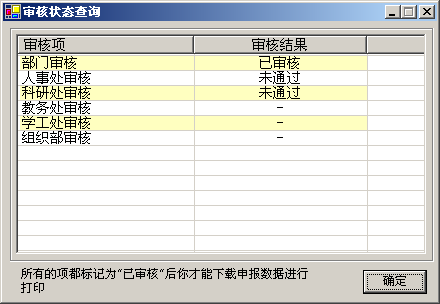 审核状态查询
审核项 审核结果
部门审核 已审核
人事处审核 未通过
科研处审核 未通过
教务处审核 -
学工处审核 -
组织部审核 -
所有的项都标记为"已审核"后你才能下载申报数据进行
打印
确定